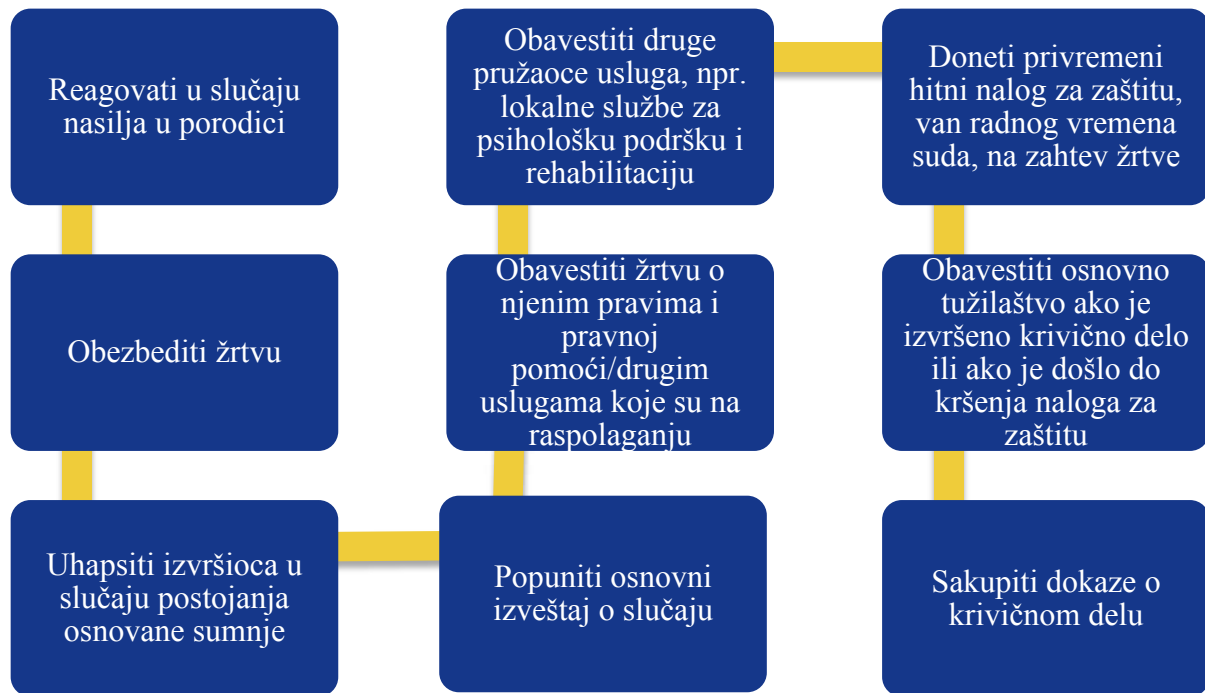 Reagovati u slučaju
nasilja u porodici
Obezbediti žrtvu
Uhapsiti izvršioca u
slučaju postojanja
osnovane sumnje
Popuniti osnovni
izveštaj o slučaju
Obavestiti žrtvu o
njenim pravima i
pravnoj
pomoći/drugim
uslugama koje su na
raspolaganju
Obavestiti druge
pružaoce usluga, npr.
lokalne službe za
psihološku podršku i
rehabilitaciju
Doneti privremeni
hitni nalog za zaštitu,
van radnog vremena
suda, na zahtev žrtve
Obavestiti osnovno
tužilaštvo ako je
izvršeno krivično delo
ili ako je došlo do
kršenja naloga za
zaštitu
Sakupiti dokaze o
krivičnom delu